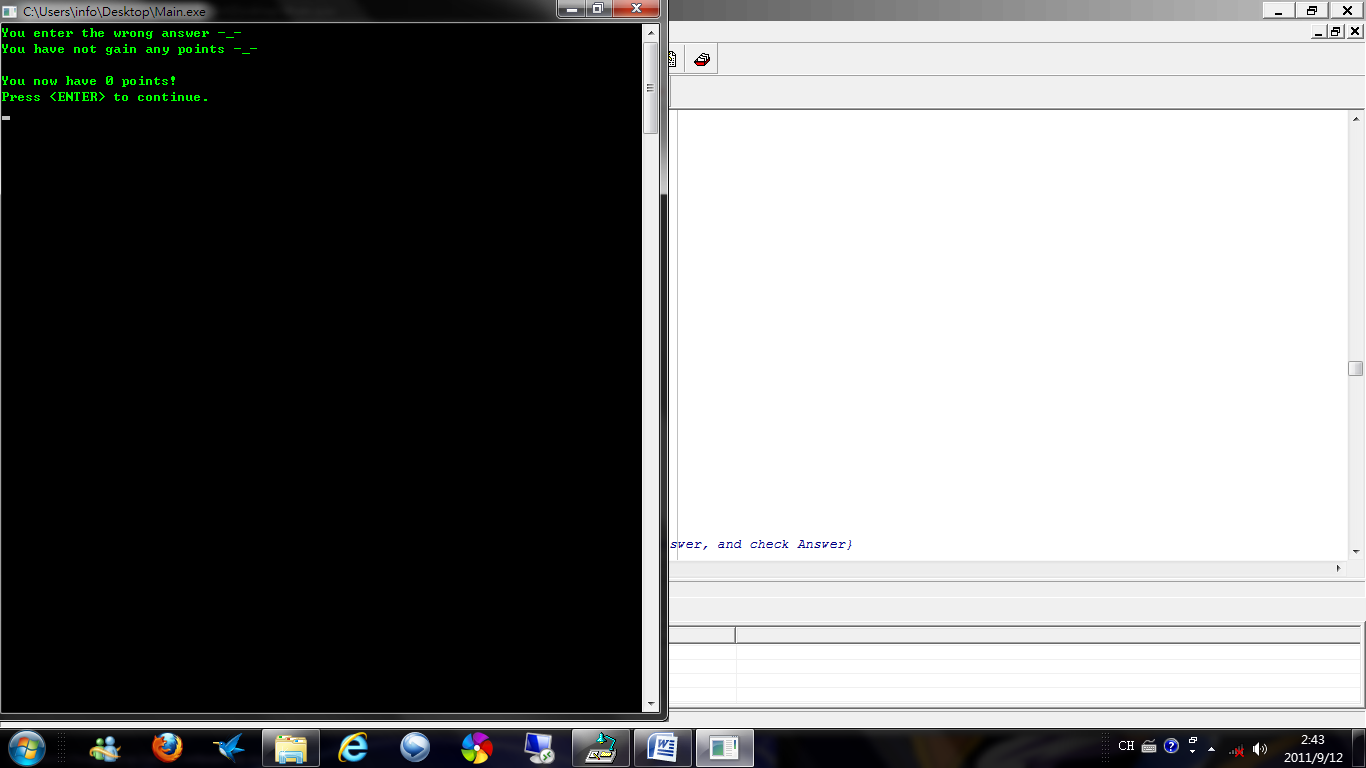 C:\Users\info\Desktop\Main.exe
You enter the wrong answer -_-
You have not gain any points -_-
You now have 0 points!
Press <ENTER> to continue.
swer, and check Answer}
CH
2:43
2011/9/12